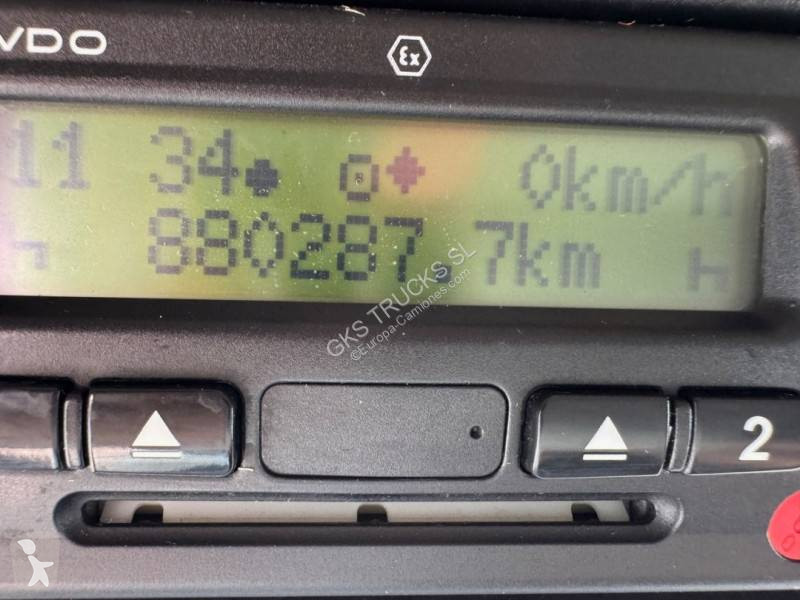 VDO
Ex
11 34 0km/h
880287.7km
GKS TRUCKS SL
©Europa-Camiones.com
2